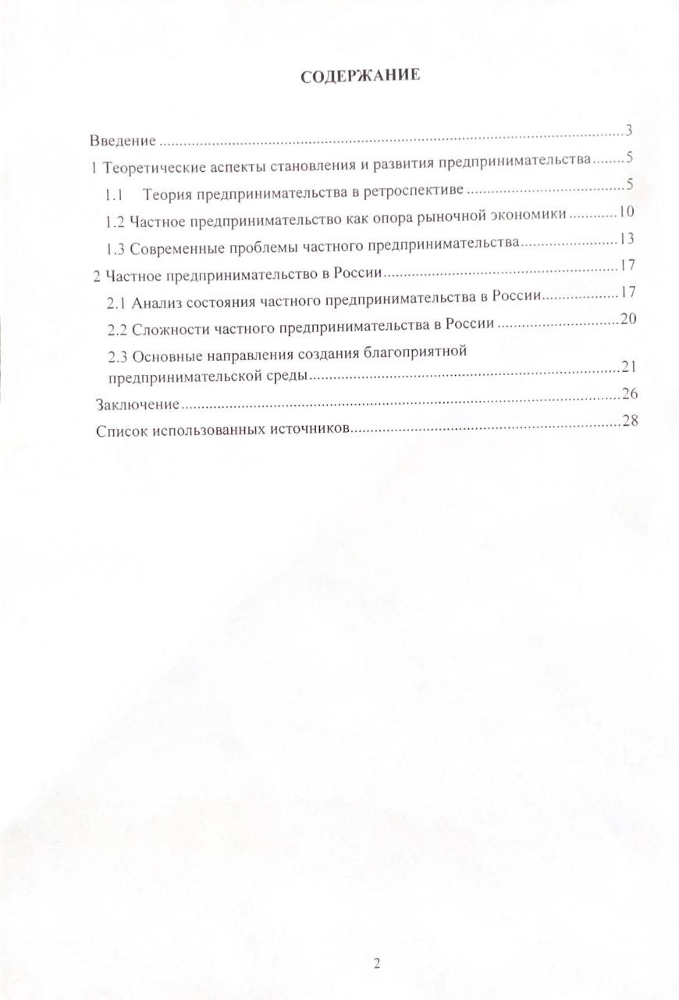 СОДЕРЖАНИЕ
Введение ........ 3
1 Теоретические аспекты становления и развития предпринимательства ........ 5
1.1 Теория предпринимательства в ретроспективе ........ 5
1.2 Частное предпринимательство как опора рыночной экономики ........ 10
1.3 Современные проблемы частного предпринимательства ........ 13
2 Частное предпринимательство в России ........ 17
2.1 Анализ состояния частного предпринимательства в России ........ 17
2.2 Сложности частного предпринимательства в России ........ 20
2.3 Основные направления создания благоприятной
предпринимательской среды ........ 21
Заключение ........ 26
Список использованных источников ........ 28
2